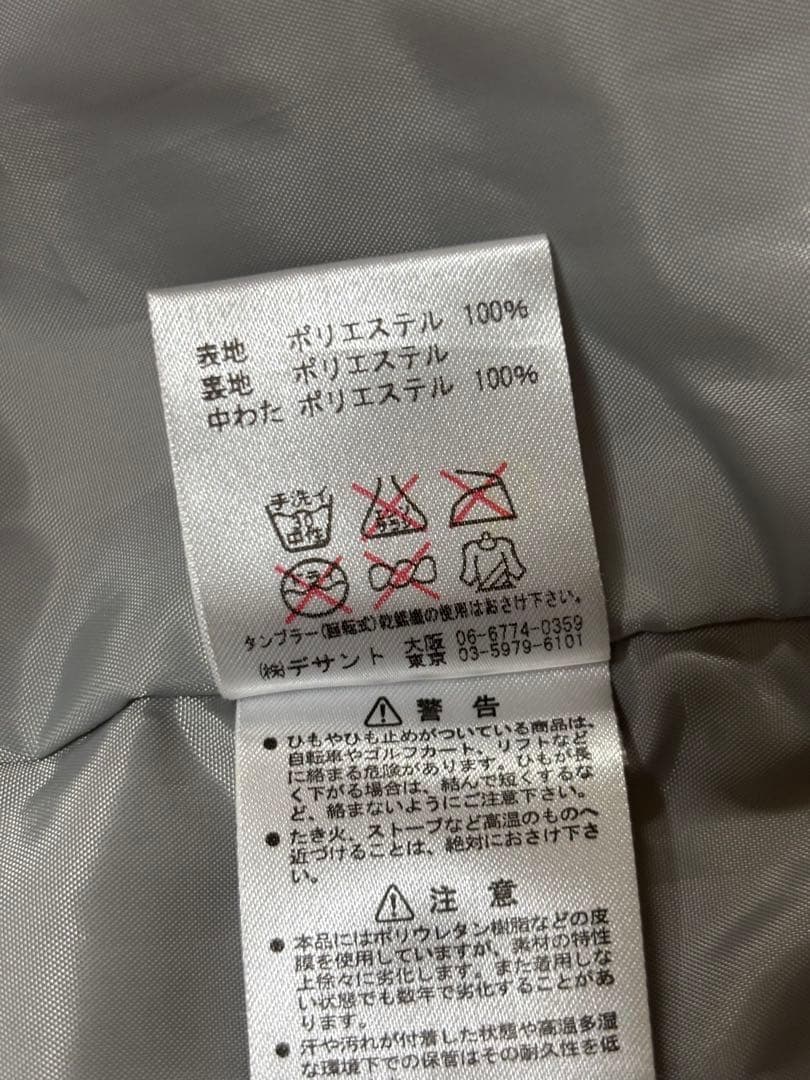 表地 ポリエステル 100%
裏地 ポリエステル
中わた ポリエステル 100%
手洗イ
30
中性
エンソ
サラシ
ドライ
タンブラー(回転式)乾燥機の使用はおさけ下さい。
(株)デサント 大阪 06-6774-0359
東京 03-5979-6101
警告
● ひもやひも止めがついている商品は、
自転車やゴルフカート、リフトなど
に絡まる危険があります。ひもが長
く下がる場合は、結んで短くするな
ど、絡まないようにご注意下さい。
● たき火、ストーブなど高温のものへ
近づけることは、絶対におさけ下さ
い。
注意
● 本品にはポリウレタン樹脂などの皮
膜を使用していますが、素材の特性
上徐々に劣化します。また着用しな
い状態でも数年で劣化することがあ
ります。
● 汗や汚れが付着した状態や高温多湿
な環境下での保管はその耐久性を低